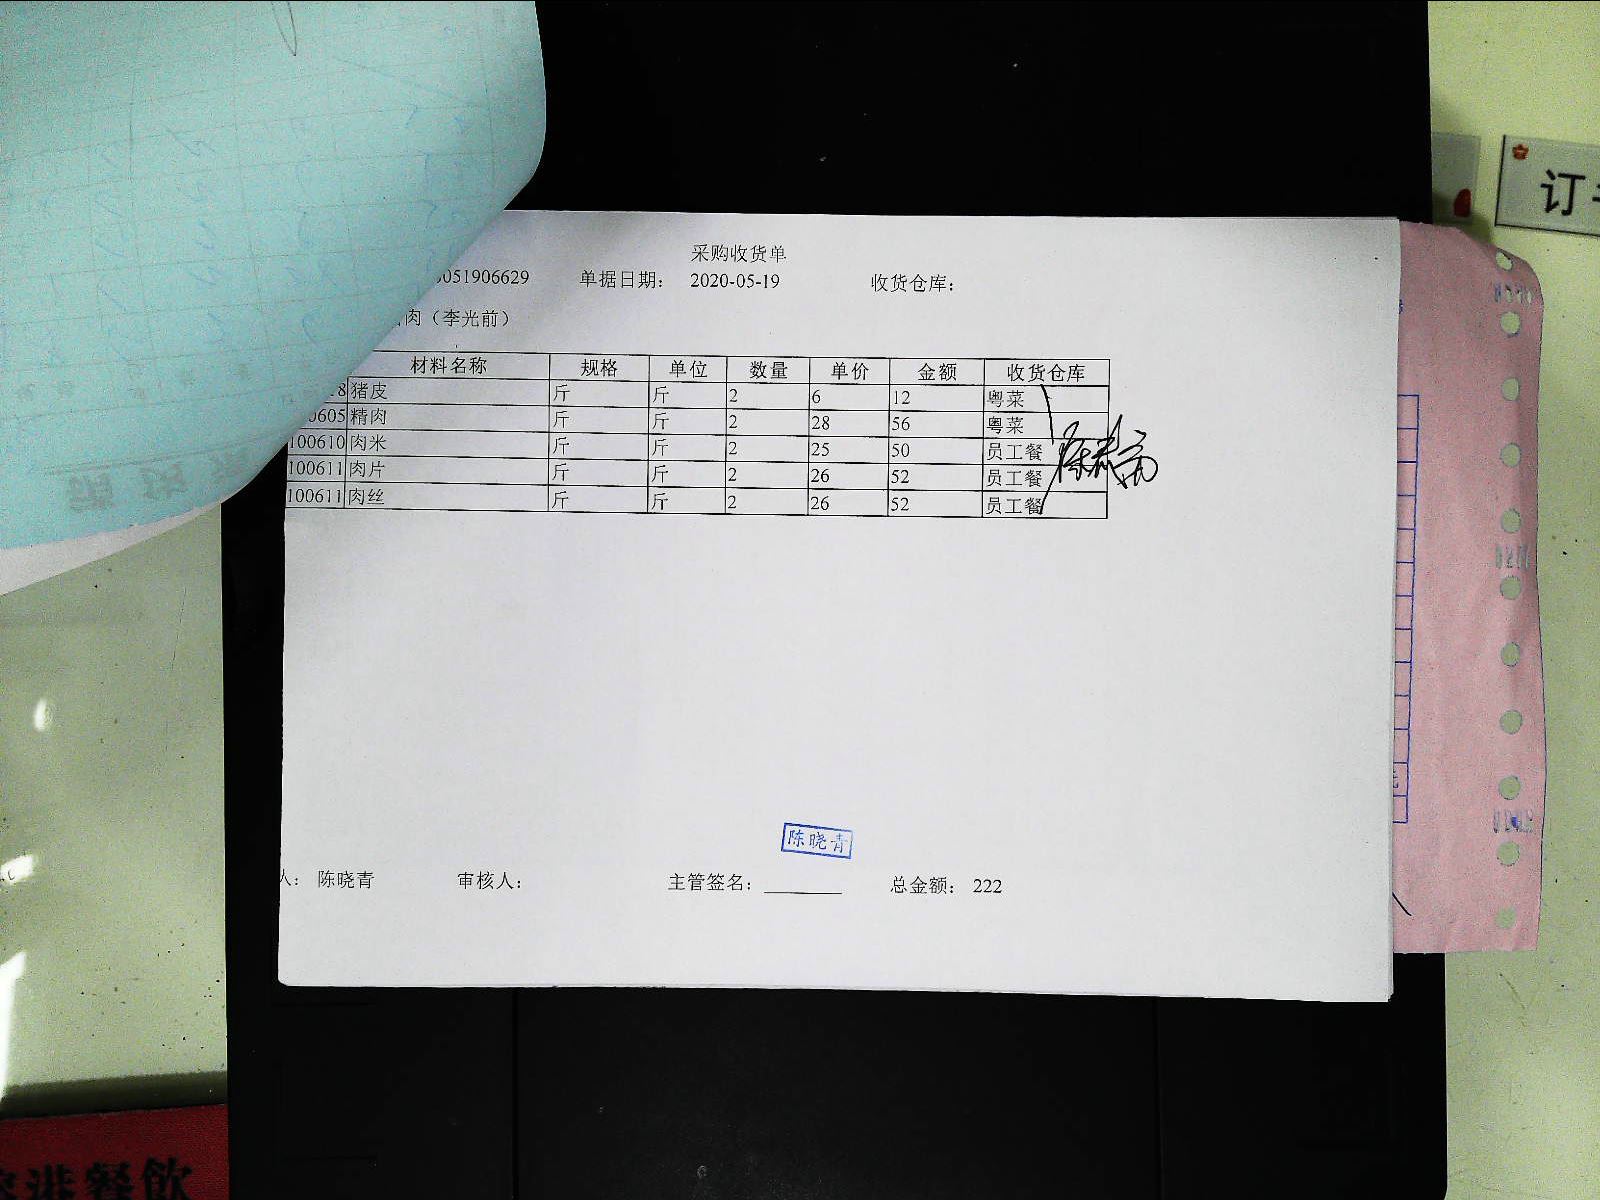 采购收货单
051906629 单据日期： 2020-05-19 收货仓库：
肉（李光前）
材料名称 规格 单位 数量 单价 金额 收货仓库
8 猪皮 斤 斤 2 6 12 粤菜
0605 精肉 斤 斤 2 28 56 粤菜
100610 肉米 斤 斤 2 25 50 员工餐
100611 肉片 斤 斤 2 26 52 员工餐
100611 肉丝 斤 斤 2 26 52 员工餐
陈晓青
人： 陈晓青 审核人： 主管签名： 总金额： 222
订
餐飲